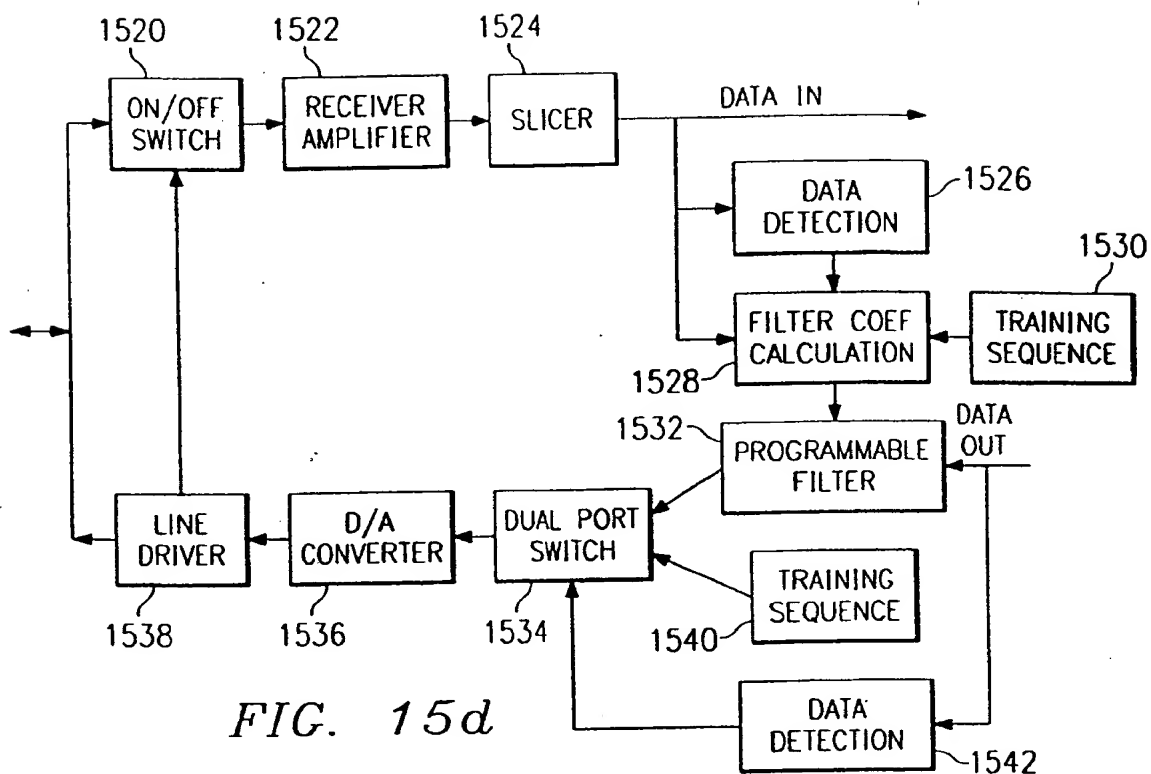 1520
1522
1524
ON/OFF
SWITCH
RECEIVER
AMPLIFIER
SLICER
DATA IN
DATA
DETECTION
1526
1530
FILTER COEF
CALCULATION
1528
TRAINING
SEQUENCE
1532
PROGRAMMABLE
FILTER
DATA
OUT
LINE
DRIVER
D/A
CONVERTER
DUAL PORT
SWITCH
TRAINING
SEQUENCE
1538
1536
1534
1540
DATA
DETECTION
1542
FIG. 15d